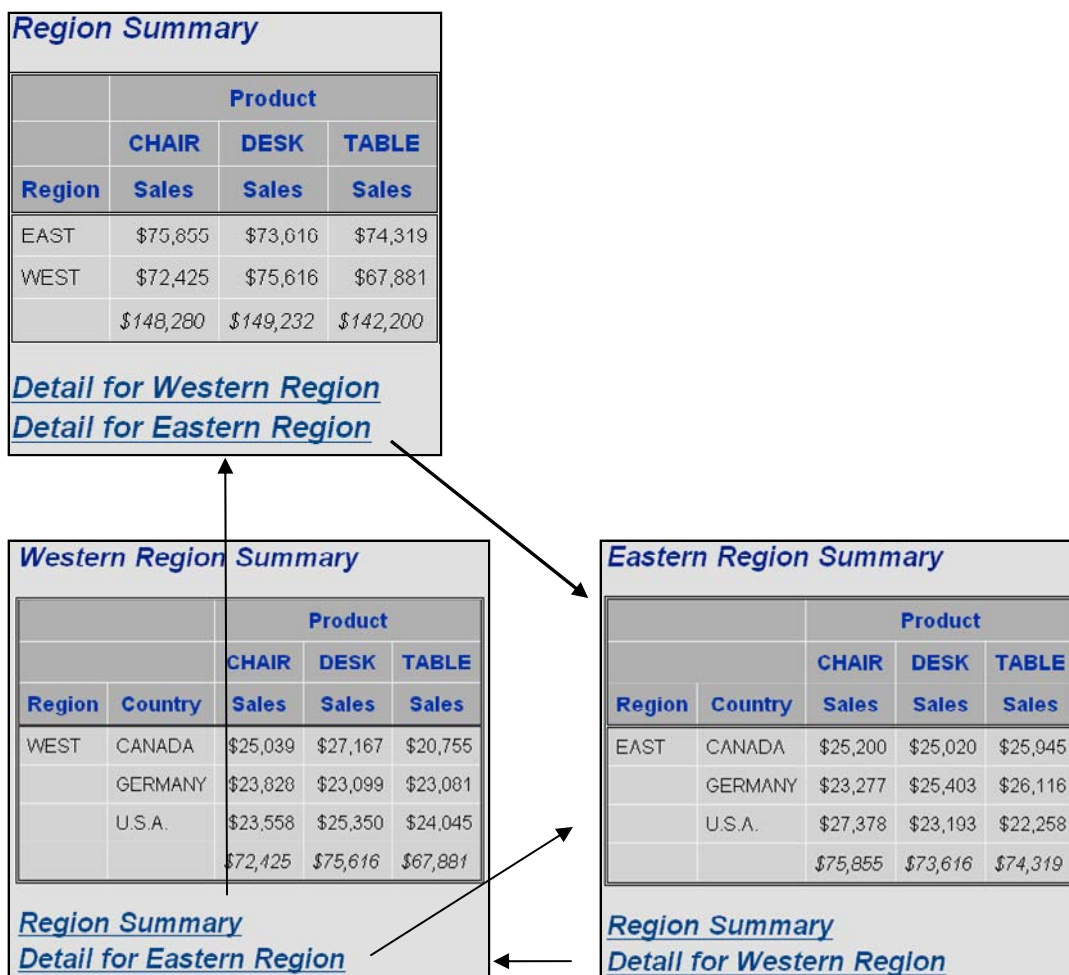 Region Summary
Product
CHAIR DESK TABLE
Region Sales Sales Sales
EAST $75,855 $73,616 $74,319
WEST $72,425 $75,616 $67,881
$148,280 $149,232 $142,200
Detail for Western Region
Detail for Eastern Region
Western Region Summary
Product
CHAIR DESK TABLE
Region Country Sales Sales Sales
WEST CANADA $25,039 $27,167 $20,755
GERMANY $23,828 $23,099 $23,081
U.S.A. $23,558 $25,350 $24,045
$72,425 $75,616 $67,881
Region Summary
Detail for Eastern Region
Eastern Region Summary
Product
CHAIR DESK TABLE
Region Country Sales Sales Sales
EAST CANADA $25,200 $25,020 $25,945
GERMANY $23,277 $25,403 $26,116
U.S.A. $27,378 $23,193 $22,258
$75,855 $73,616 $74,319
Region Summary
Detail for Western Region